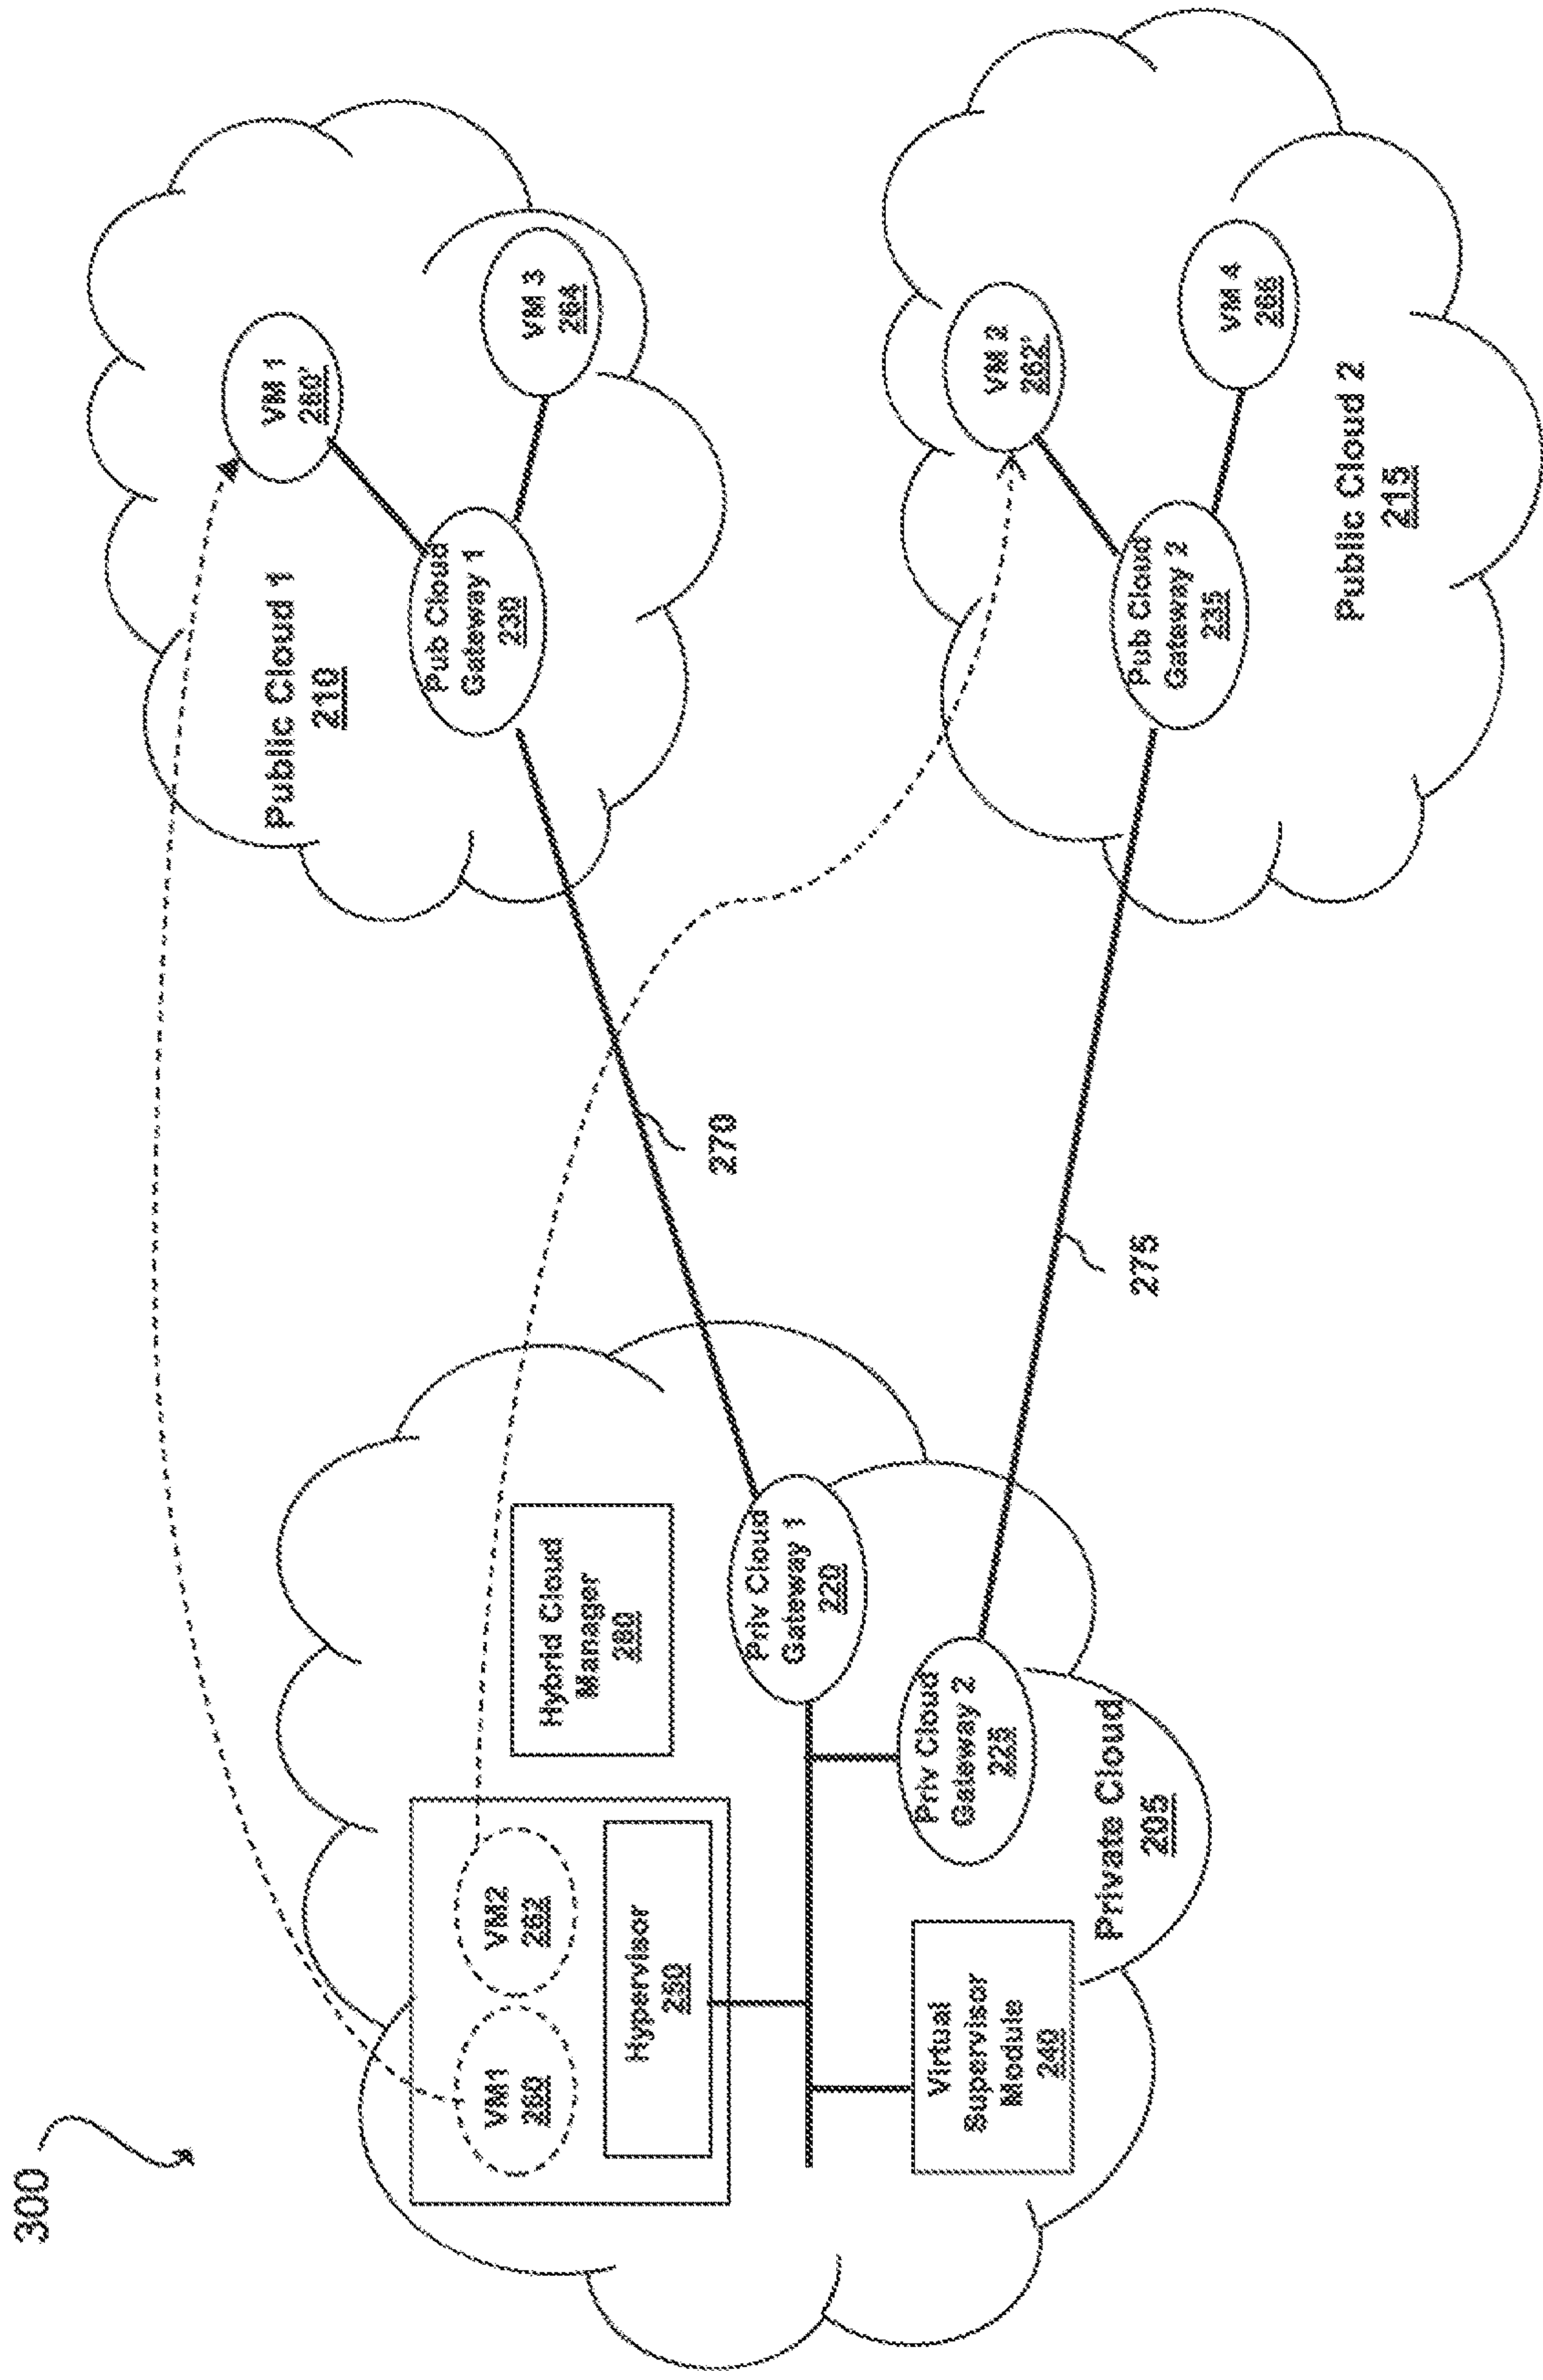 300
VM1
260
VM2
262
Hypervisor
250
Hybrid Cloud
Manager
280
Virtual
Supervisor
Module
240
Priv Cloud
Gateway 1
220
Priv Cloud
Gateway 2
225
Private Cloud
205
270
275
Public Cloud 1
210
Pub Cloud
Gateway 1
230
VM 1
260'
VM 3
264
VM 2
262'
Pub Cloud
Gateway 2
235
VM 4
266
Public Cloud 2
215